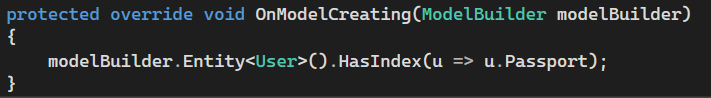 protected override void OnModelCreating(ModelBuilder modelBuilder)
{
    modelBuilder.Entity<User>().HasIndex(u => u.Passport);
}